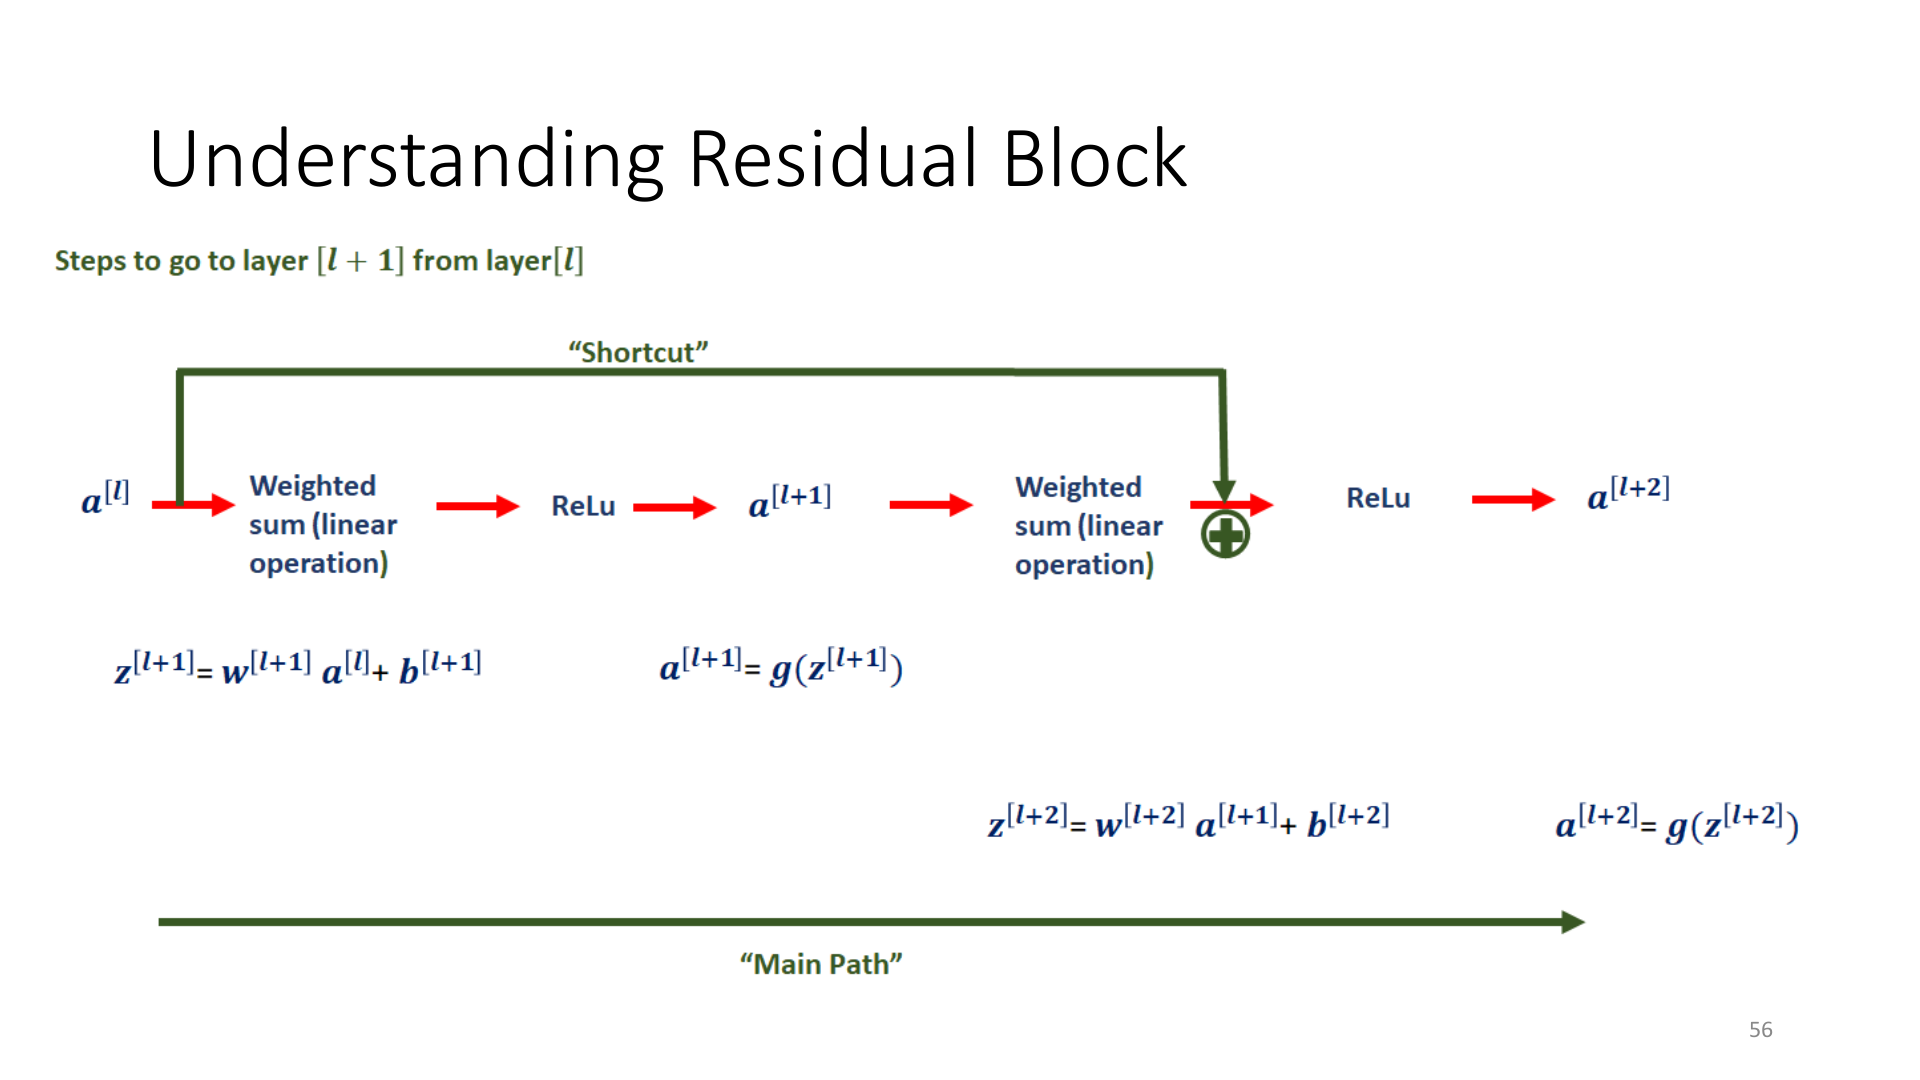 Understanding Residual Block
Steps to go to layer [l + 1] from layer[l]
“Shortcut”
a^[l]
Weighted
sum (linear
operation)
ReLu
a^[l+1]
Weighted
sum (linear
operation)
ReLu
a^[l+2]
z^[l+1]= w^[l+1] a^[l]+ b^[l+1]
a^[l+1]= g(z^[l+1])
z^[l+2]= w^[l+2] a^[l+1]+ b^[l+2]
a^[l+2]= g(z^[l+2])
“Main Path”
56